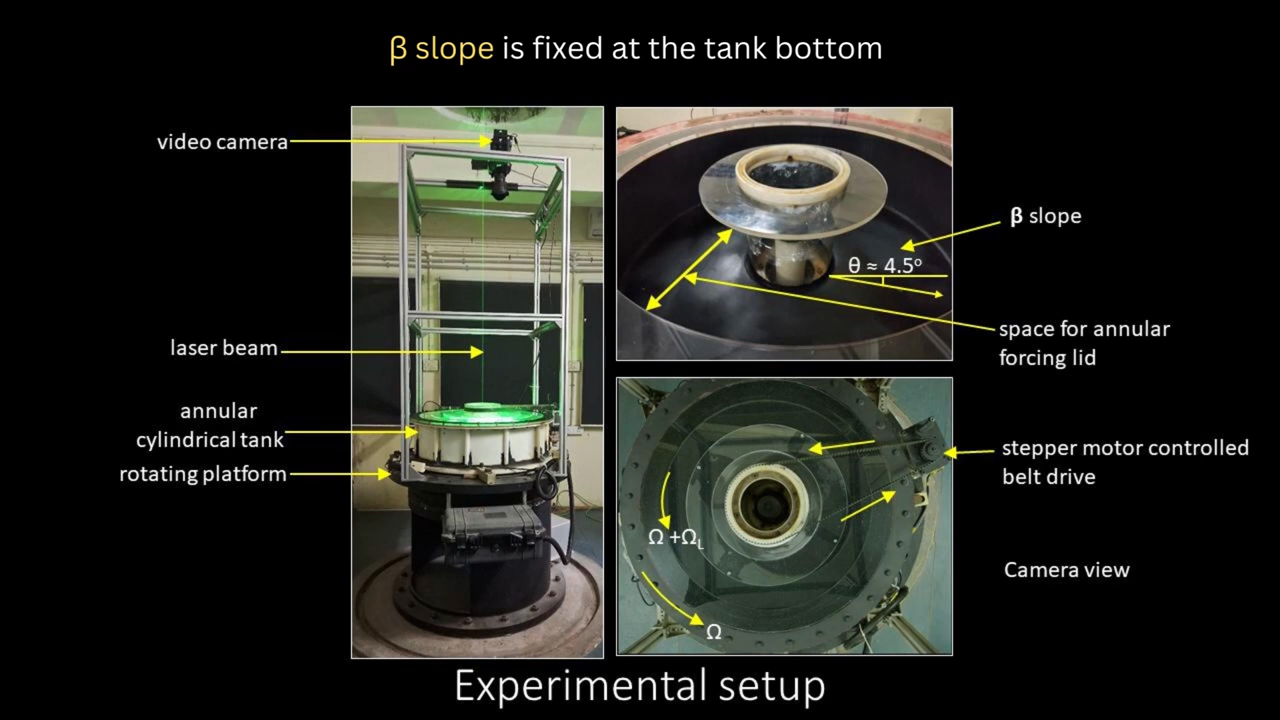 β slope is fixed at the tank bottom
video camera
laser beam
annular
cylindrical tank
rotating platform
β slope
θ ≈ 4.5°
space for annular
forcing lid
stepper motor controlled
belt drive
Ω +Ω_L
Ω
Camera view
Experimental setup